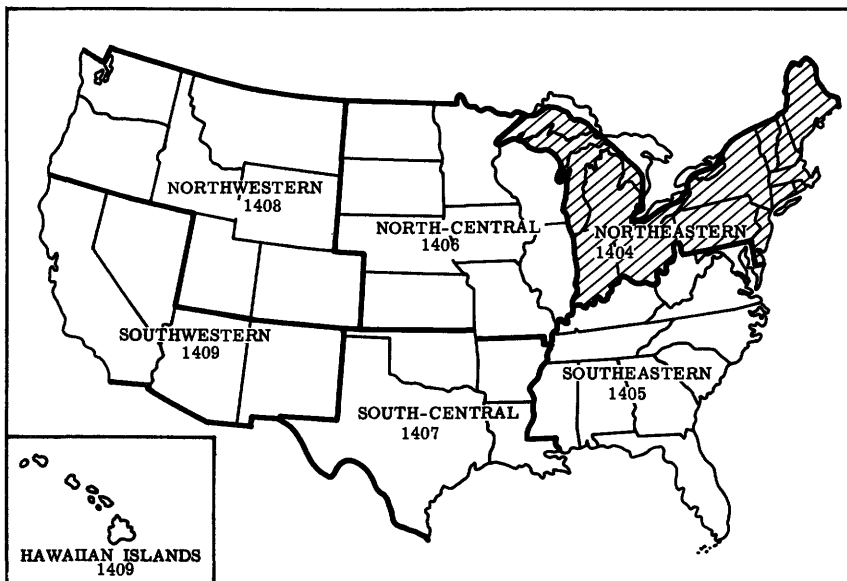 NORTHWESTERN
1408
NORTH-CENTRAL
1406
NORTHEASTERN
1404
SOUTHWESTERN
1409
SOUTHEASTERN
1405
SOUTH-CENTRAL
1407
HAWAIIAN ISLANDS
1409